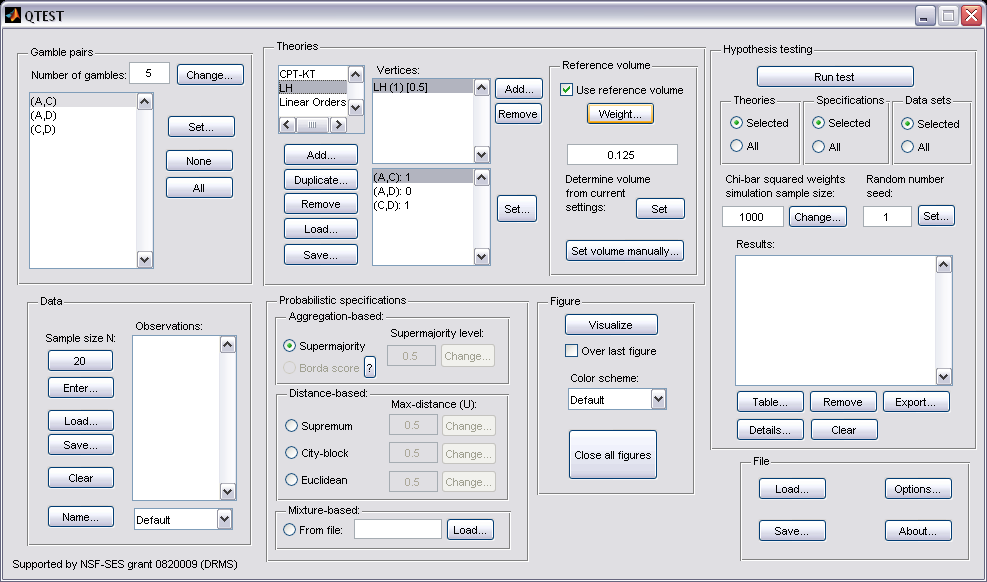 QTEST
Gamble pairs
Number of gambles: 5 Change...
(A,C)
(A,D)
(C,D)
Set...
None
All
Theories
CPT-KT
LH
Linear Orders
Add...
Duplicate...
Remove
Load...
Save...
Vertices:
LH (1) [0.5]
Add...
Remove
(A,C): 1
(A,D): 0
(C,D): 1
Set...
Reference volume
Use reference volume
Weight...
0.125
Determine volume
from current
settings:
Set
Set volume manually...
Hypothesis testing
Run test
Theories
Selected
All
Specifications
Selected
All
Data sets
Selected
All
Chi-bar squared weights
simulation sample size:
1000 Change...
Random number
seed:
1 Set...
Results:
Table... Remove Export...
Details... Clear
Data
Sample size N:
20
Enter...
Load...
Save...
Clear
Name...
Observations:
Default
Probabilistic specifications
Aggregation-based:
Supermajority level:
Supermajority 0.5 Change...
Borda score ?
Distance-based:
Max-distance (U):
Supremum 0.5 Change...
City-block 0.5 Change...
Euclidean 0.5 Change...
Mixture-based:
From file: Load...
Figure
Visualize
Over last figure
Color scheme:
Default
Close all figures
File
Load... Options...
Save... About...
Supported by NSF-SES grant 0820009 (DRMS)